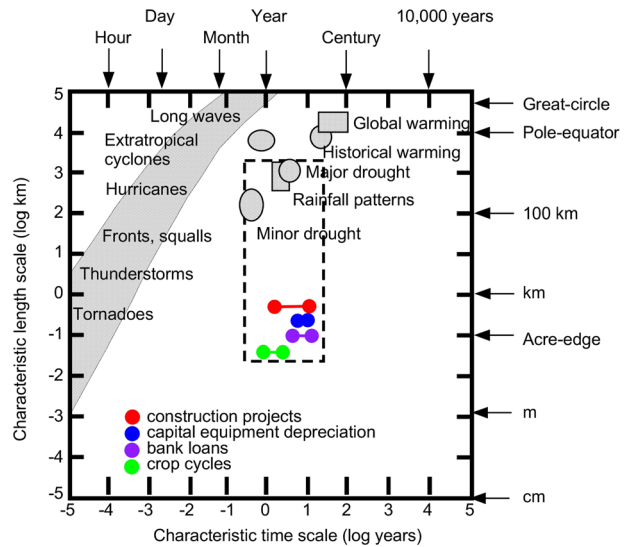 Day Year 10,000 years
Hour Month Century
5 Great-circle
Long waves
Global warming
4 Pole-equator
Extratropical
cyclones
Historical warming
3 Major drought
Hurricanes
Rainfall patterns
2 100 km
Fronts, squalls
Minor drought
1
Thunderstorms
0 km
Tornadoes
-1 Acre-edge
-2
-3 m
construction projects
capital equipment depreciation
-4 bank loans
crop cycles
-5 cm
-5 -4 -3 -2 -1 0 1 2 3 4 5
Characteristic time scale (log years)
Characteristic length scale (log km)